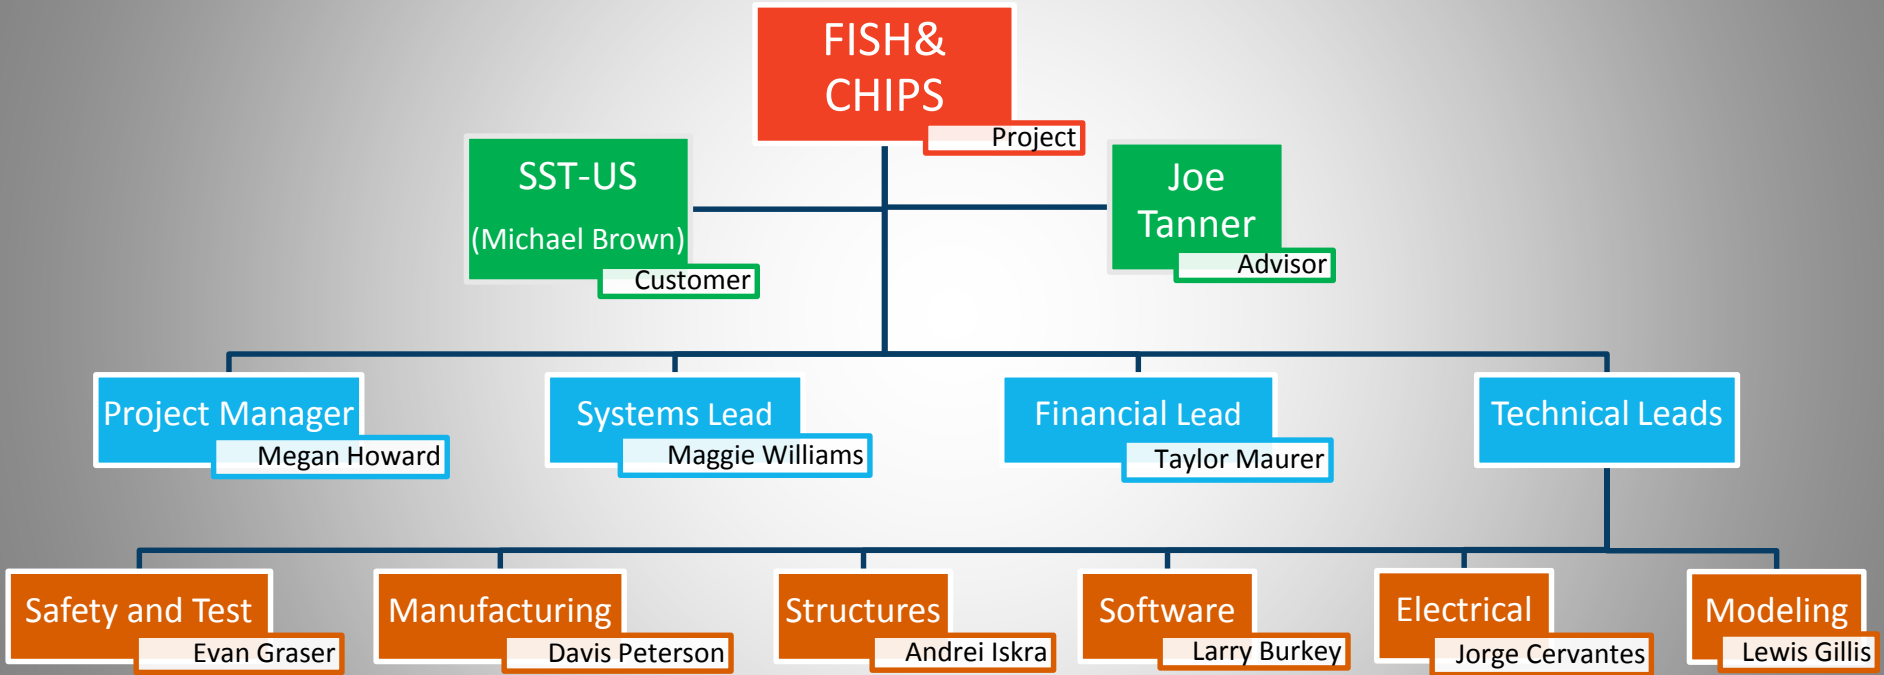 FISH&
CHIPS
Project
SST-US
(Michael Brown)
Customer
Joe
Tanner
Advisor
Project Manager
Megan Howard
Systems Lead
Maggie Williams
Financial Lead
Taylor Maurer
Technical Leads
Safety and Test
Evan Graser
Manufacturing
Davis Peterson
Structures
Andrei Iskra
Software
Larry Burkey
Electrical
Jorge Cervantes
Modeling
Lewis Gillis